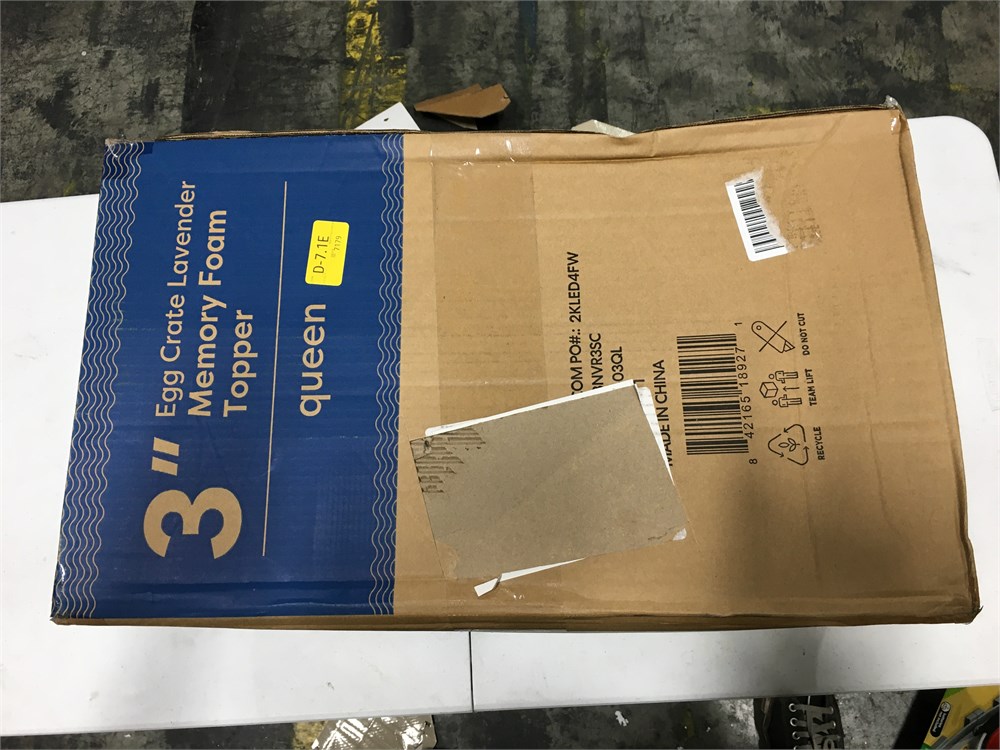 3" Egg Crate Lavender
Memory Foam
Topper
queen
D-7.1E
TOM PO#.: 2KLED4FW
NVR3SC
03QL
MADE IN CHINA
8 42165 18927 1
RECYCLE
TEAM LIFT
DO NOT CUT